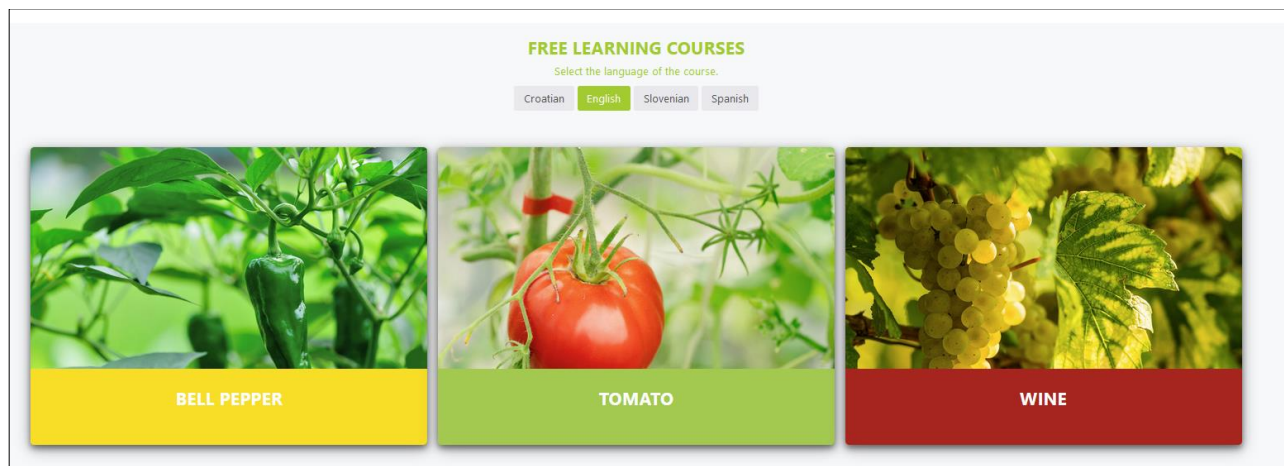 FREE LEARNING COURSES
Select the language of the course.
Croatian English Slovenian Spanish
BELL PEPPER TOMATO WINE